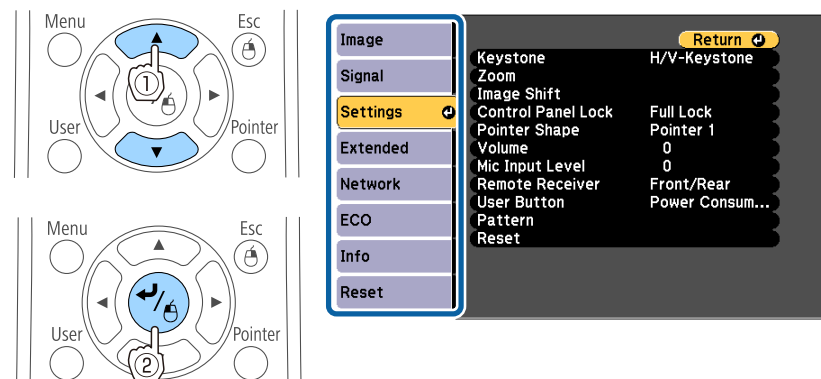 Menu
Esc
1
User
Pointer
Menu
Esc
User
Pointer
2
Image
Signal
Settings
Extended
Network
ECO
Info
Reset
Return
Keystone H/V-Keystone
Zoom
Image Shift
Control Panel Lock Full Lock
Pointer Shape Pointer 1
Volume 0
Mic Input Level 0
Remote Receiver Front/Rear
User Button Power Consum...
Pattern
Reset